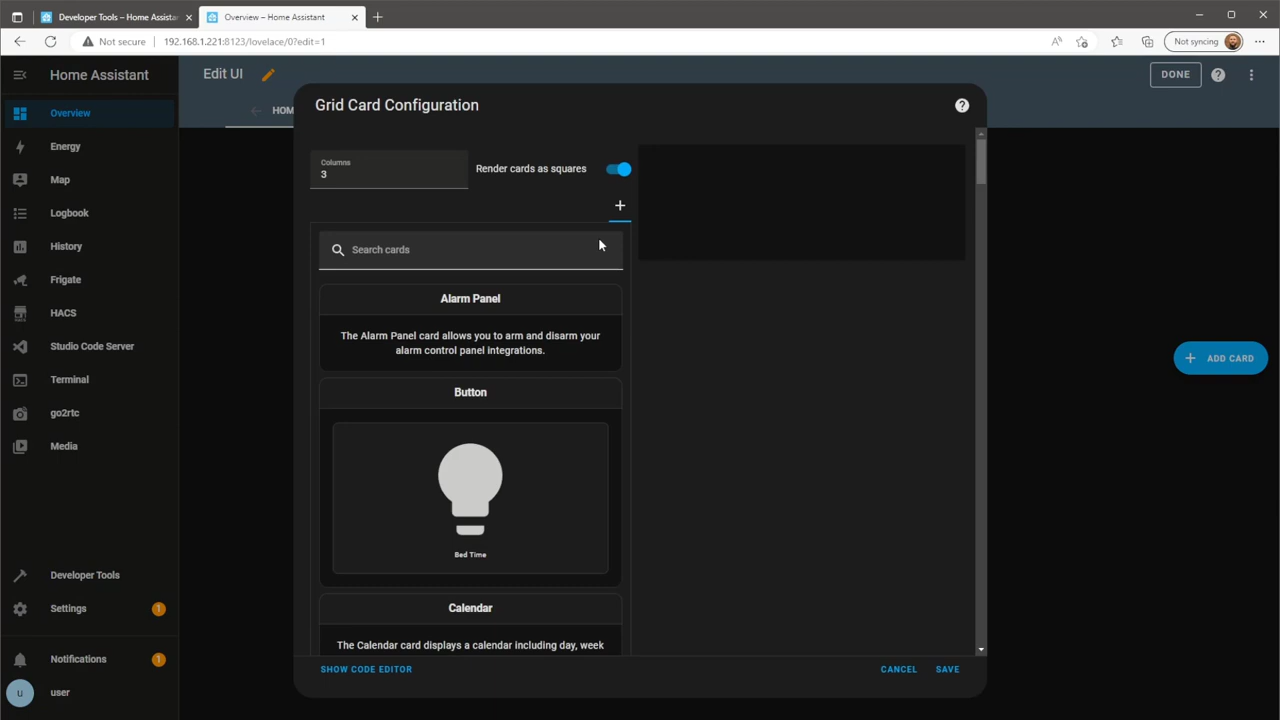 Developer Tools – Home Assistan
Overview – Home Assistant
Not secure
192.168.1.221:8123/lovelace/0?edit=1
Not syncing
Home Assistant
Edit UI
DONE
HOM
Overview
Energy
Map
Logbook
History
Frigate
HACS
Studio Code Server
Terminal
go2rtc
Media
Developer Tools
Settings
1
Notifications
1
u
user
Grid Card Configuration
Columns
3
Render cards as squares
Search cards
Alarm Panel
The Alarm Panel card allows you to arm and disarm your
alarm control panel integrations.
Button
Bed Time
Calendar
The Calendar card displays a calendar including day, week
SHOW CODE EDITOR
CANCEL
SAVE
ADD CARD